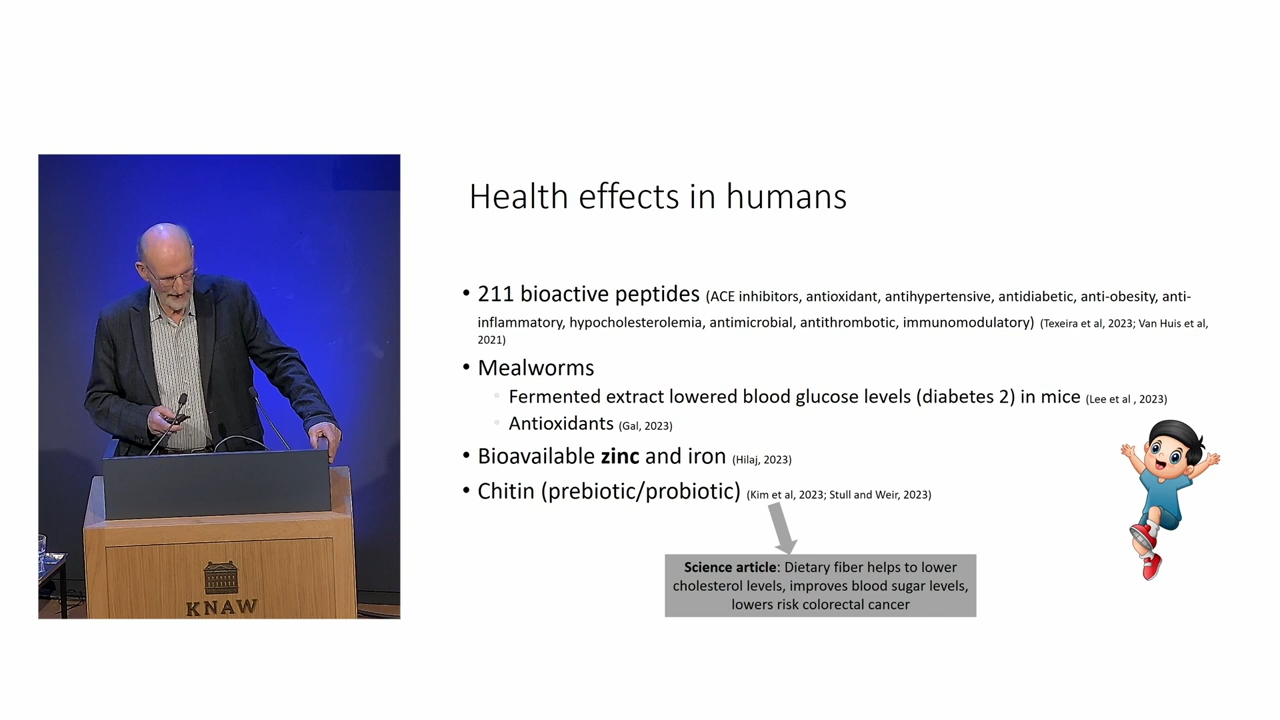 Health effects in humans
• 211 bioactive peptides (ACE inhibitors, antioxidant, antihypertensive, antidiabetic, anti-obesity, anti-
inflammatory, hypocholesterolemia, antimicrobial, antithrombotic, immunomodulatory) (Texeira et al, 2023; Van Huis et al,
2021)
• Mealworms
Fermented extract lowered blood glucose levels (diabetes 2) in mice (Lee et al , 2023)
Antioxidants (Gal, 2023)
• Bioavailable zinc and iron (Hilaj, 2023)
• Chitin (prebiotic/probiotic) (Kim et al, 2023; Stull and Weir, 2023)
Science article: Dietary fiber helps to lower
cholesterol levels, improves blood sugar levels,
lowers risk colorectal cancer
KNAW